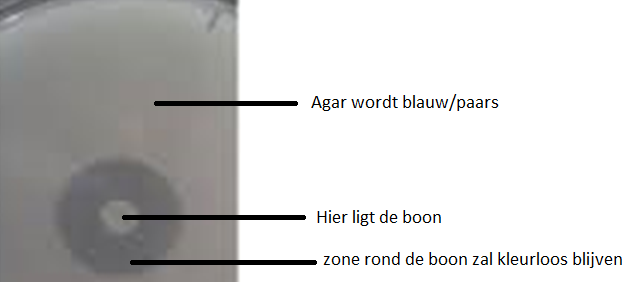 Agar wordt blauw/paars
Hier ligt de boon
zone rond de boon zal kleurloos blijven